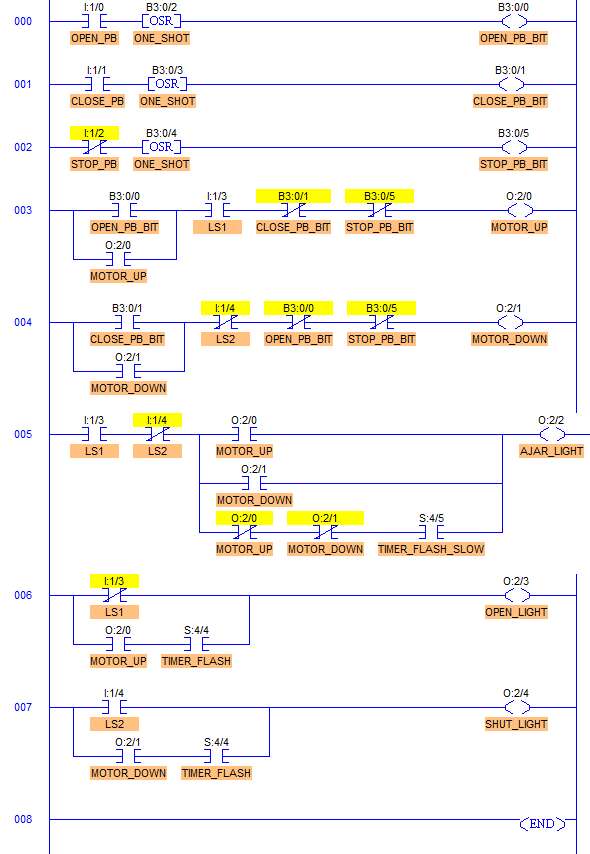 I:1/0 B3:0/2 B3:0/0
000 OSR
OPEN_PB ONE_SHOT OPEN_PB_BIT
I:1/1 B3:0/3 B3:0/1
001 OSR
CLOSE_PB ONE_SHOT CLOSE_PB_BIT
I:1/2 B3:0/4 B3:0/5
002 OSR
STOP_PB ONE_SHOT STOP_PB_BIT
B3:0/0 I:1/3 B3:0/1 B3:0/5 O:2/0
003
OPEN_PB_BIT LS1 CLOSE_PB_BIT STOP_PB_BIT MOTOR_UP
O:2/0
MOTOR_UP
B3:0/1 I:1/4 B3:0/0 B3:0/5 O:2/1
004
CLOSE_PB_BIT LS2 OPEN_PB_BIT STOP_PB_BIT MOTOR_DOWN
O:2/1
MOTOR_DOWN
I:1/3 I:1/4 O:2/0 O:2/2
005
LS1 LS2 MOTOR_UP AJAR_LIGHT
O:2/1
MOTOR_DOWN
O:2/0 O:2/1 S:4/5
MOTOR_UP MOTOR_DOWN TIMER_FLASH_SLOW
I:1/3 O:2/3
006
LS1 OPEN_LIGHT
O:2/0 S:4/4
MOTOR_UP TIMER_FLASH
I:1/4 O:2/4
007
LS2 SHUT_LIGHT
O:2/1 S:4/4
MOTOR_DOWN TIMER_FLASH
008 END